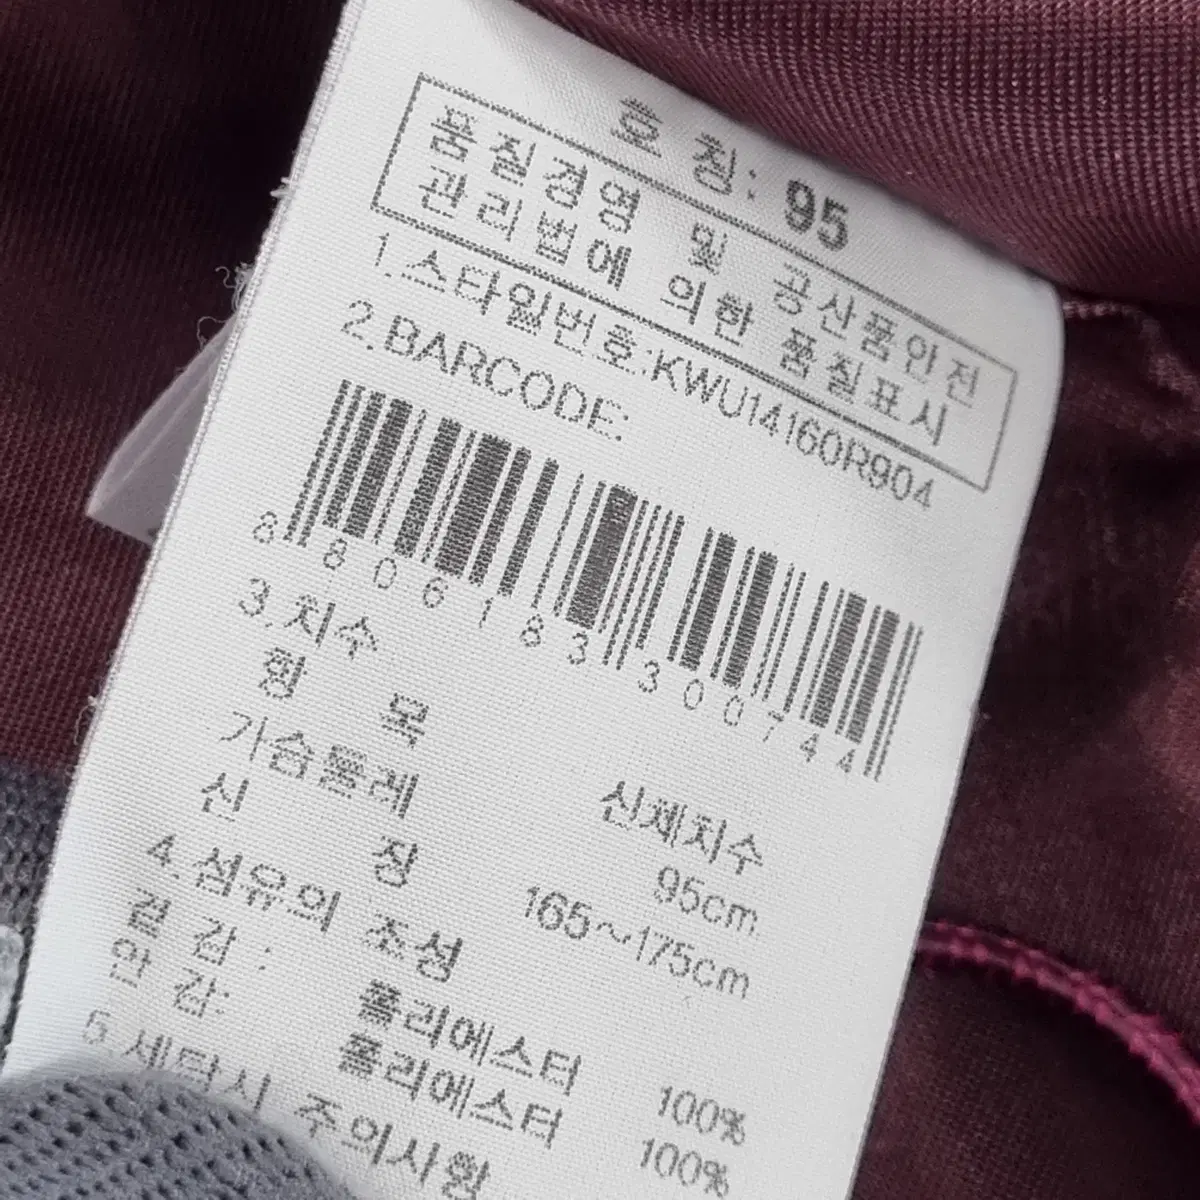 호 칭: 95
품질경영 및 공산품안전
관리법에 의한 품질표시
1.스타일번호:KWU14160R904
2.BARCODE:
8 806183 300744
3.치수
항 목 신체치수
가슴둘레 95cm
신 장 165~175cm
4.섬유의 조성
겉 감: 폴리에스터 100%
안 감: 폴리에스터 100%
5.세탁시 주의사항